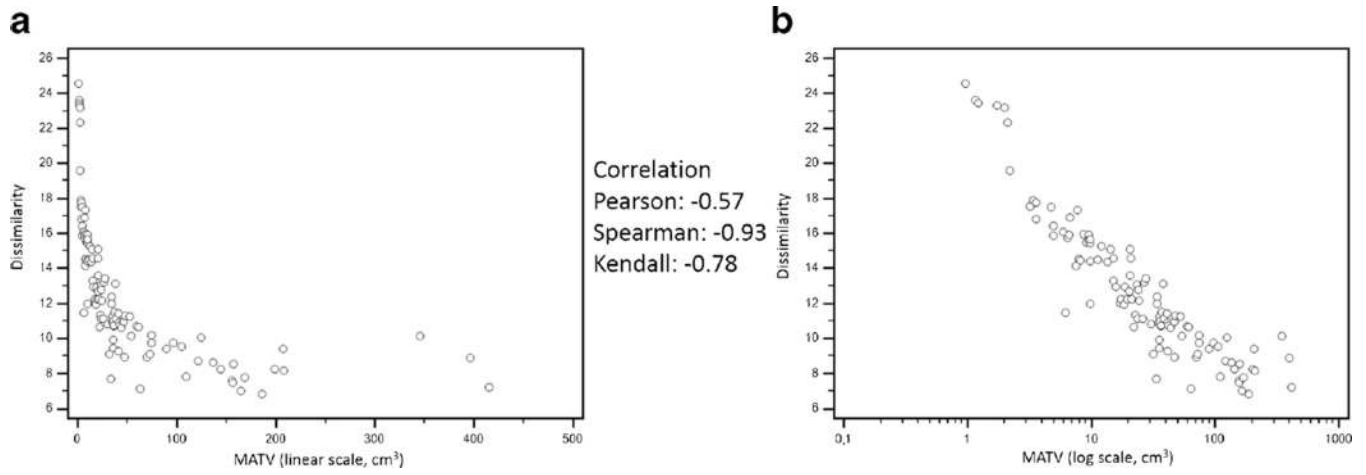 a
26
24
22
20
18
16
14
12
10
8
6
Dissimilarity
0 100 200 300 400 500
MATV (linear scale, cm³)
Correlation
Pearson: -0.57
Spearman: -0.93
Kendall: -0.78
b
26
24
22
20
18
16
14
12
10
8
6
Dissimilarity
0,1 1 10 100 1000
MATV (log scale, cm³)